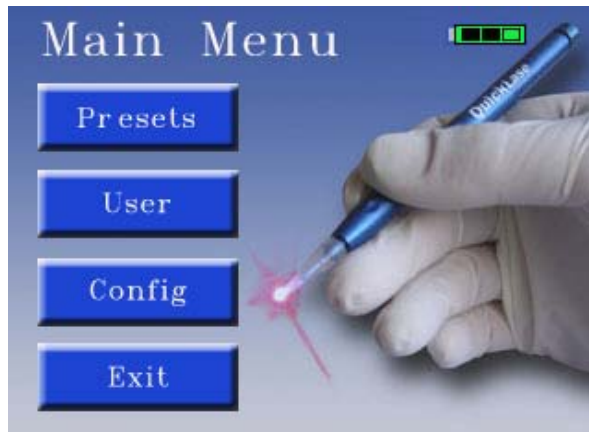 Main Menu
Presets
User
Config
Exit
QuickLase